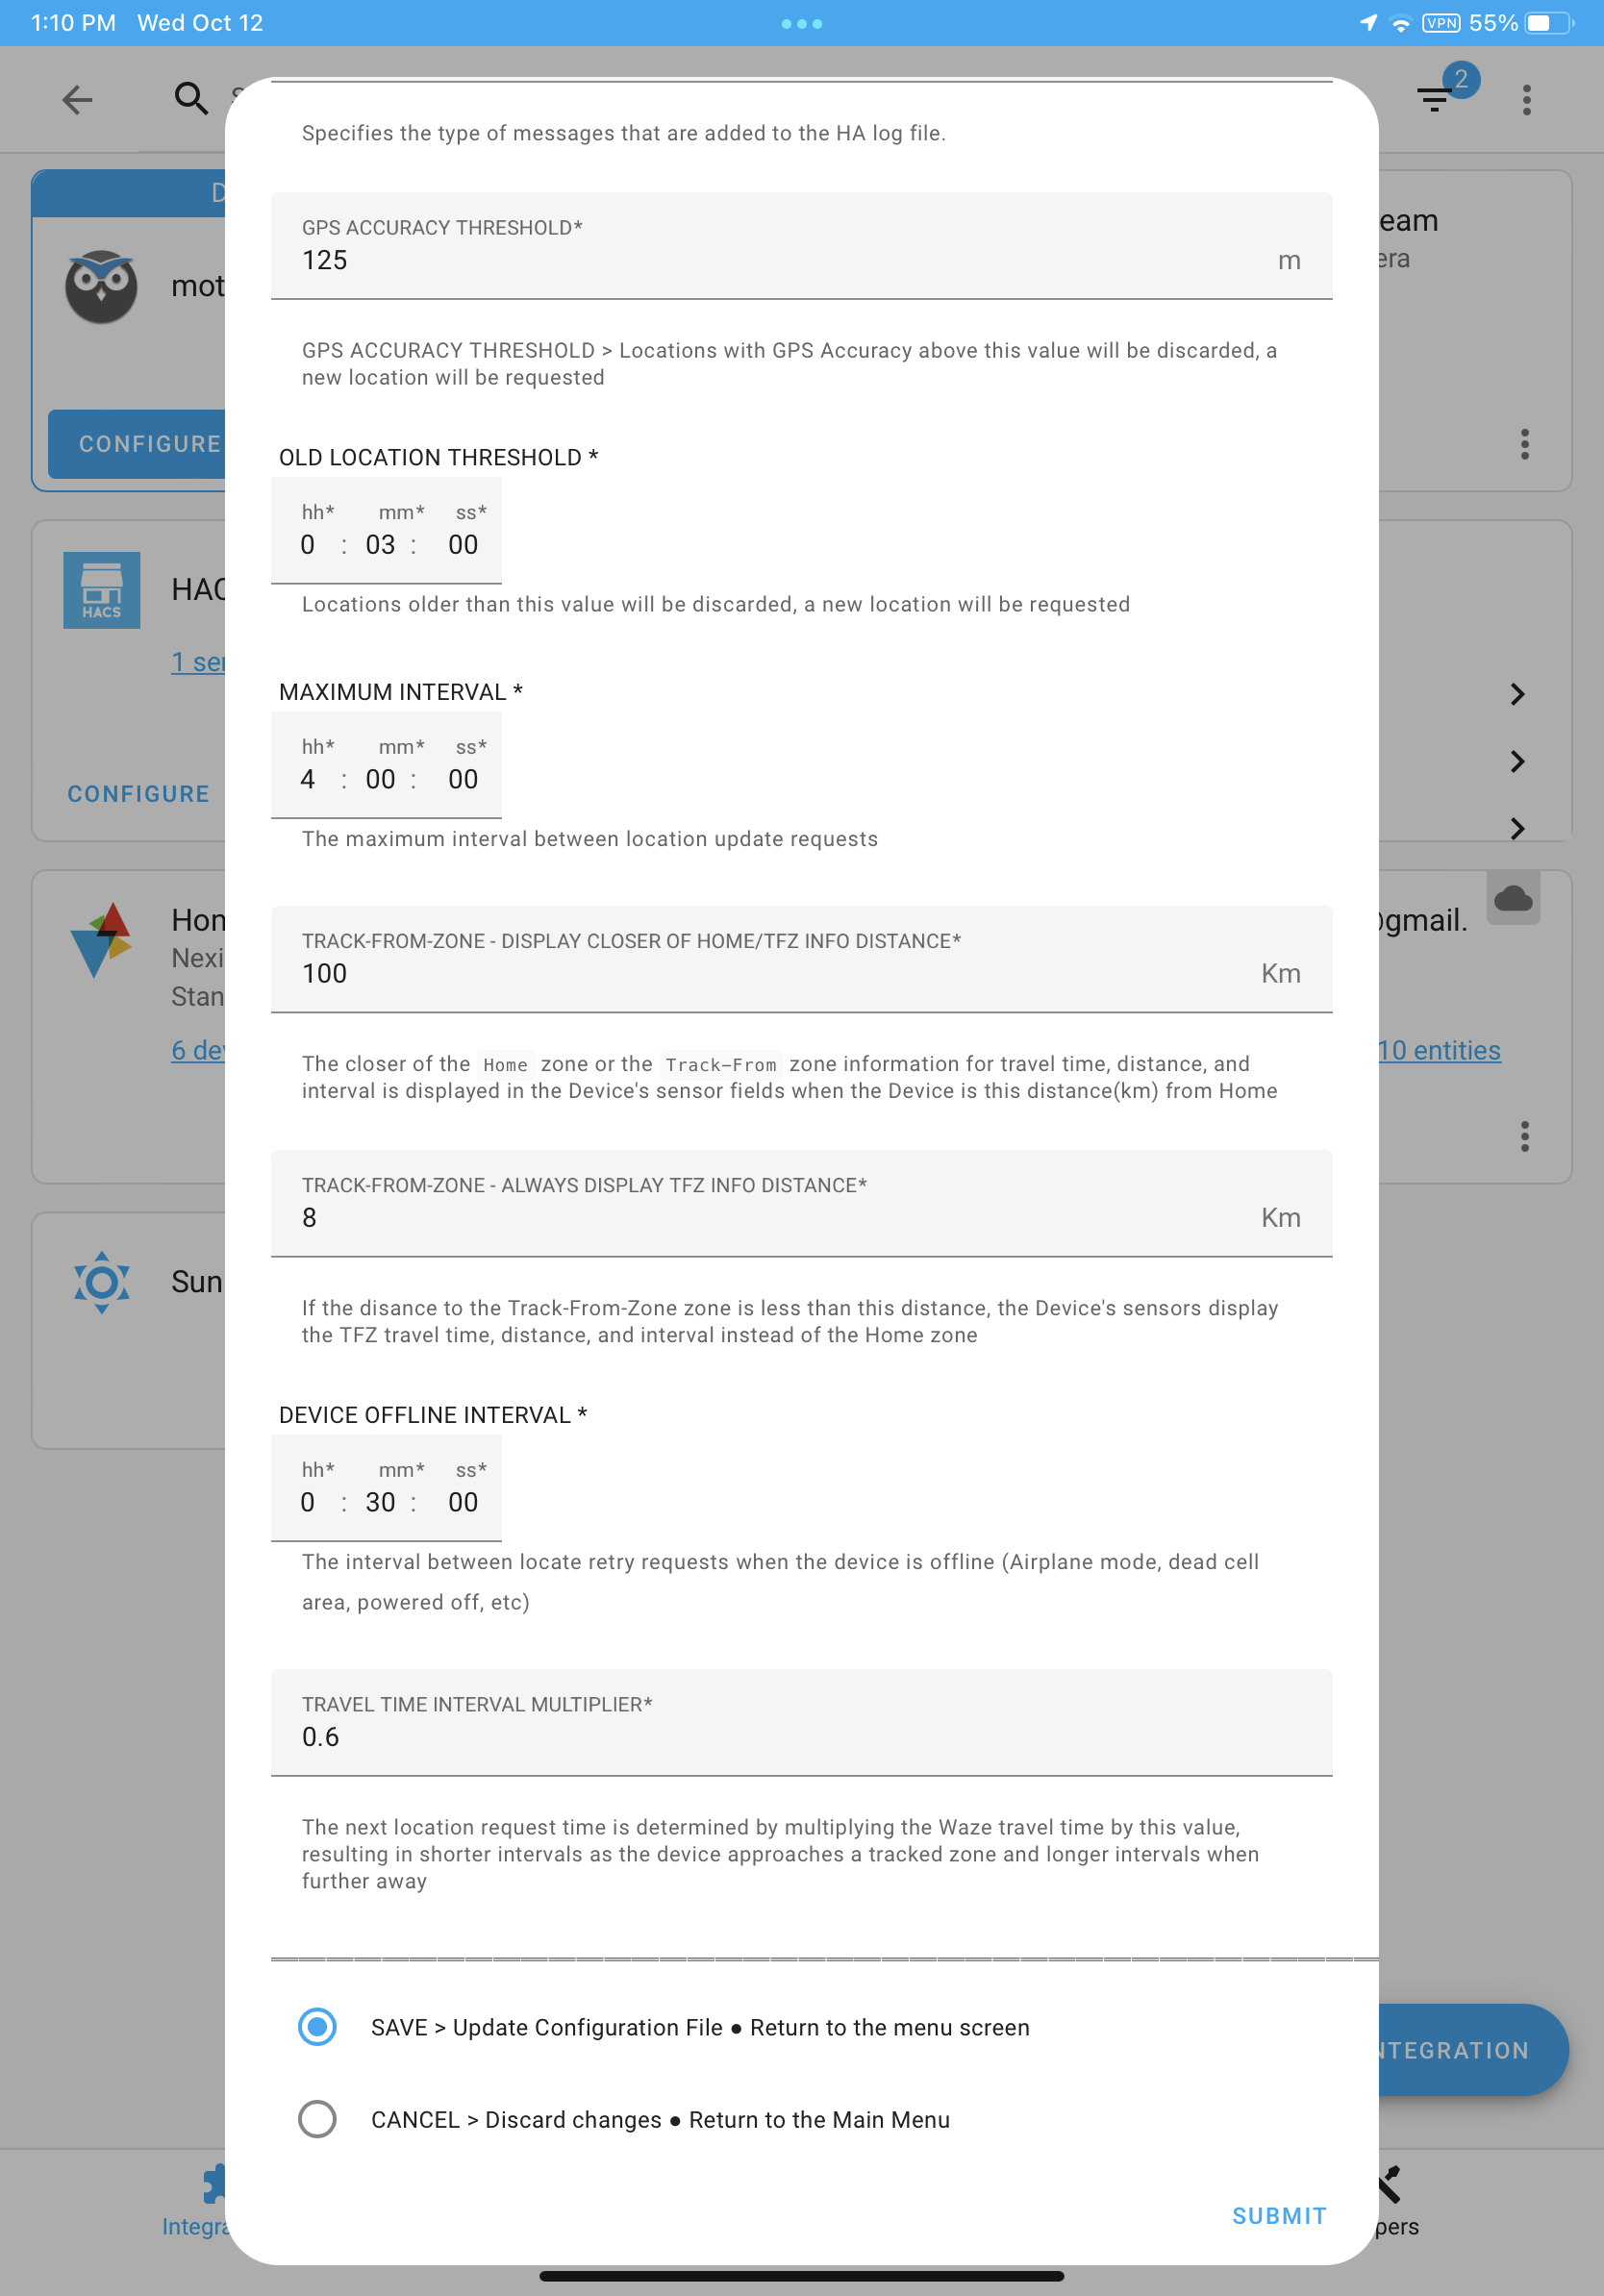 1:10 PM Wed Oct 12
VPN 55%
2
Specifies the type of messages that are added to the HA log file.
GPS ACCURACY THRESHOLD*
125 m
GPS ACCURACY THRESHOLD > Locations with GPS Accuracy above this value will be discarded, a
new location will be requested
OLD LOCATION THRESHOLD *
hh* mm* ss*
0 : 03 : 00
Locations older than this value will be discarded, a new location will be requested
MAXIMUM INTERVAL *
hh* mm* ss*
4 : 00 : 00
The maximum interval between location update requests
TRACK-FROM-ZONE - DISPLAY CLOSER OF HOME/TFZ INFO DISTANCE*
100 Km
The closer of the Home zone or the Track-From zone information for travel time, distance, and
interval is displayed in the Device's sensor fields when the Device is this distance(km) from Home
TRACK-FROM-ZONE - ALWAYS DISPLAY TFZ INFO DISTANCE*
8 Km
If the disance to the Track-From-Zone zone is less than this distance, the Device's sensors display
the TFZ travel time, distance, and interval instead of the Home zone
DEVICE OFFLINE INTERVAL *
hh* mm* ss*
0 : 30 : 00
The interval between locate retry requests when the device is offline (Airplane mode, dead cell
area, powered off, etc)
TRAVEL TIME INTERVAL MULTIPLIER*
0.6
The next location request time is determined by multiplying the Waze travel time by this value,
resulting in shorter intervals as the device approaches a tracked zone and longer intervals when
further away
SAVE > Update Configuration File ● Return to the menu screen
CANCEL > Discard changes ● Return to the Main Menu
SUBMIT
D
mot
CONFIGURE
HACS
HAC
1 ser
CONFIGURE
Hom
Nexi
Stan
6 dev
Sun
eam
era
@gmail.
10 entities
NTEGRATION
Integra
pers